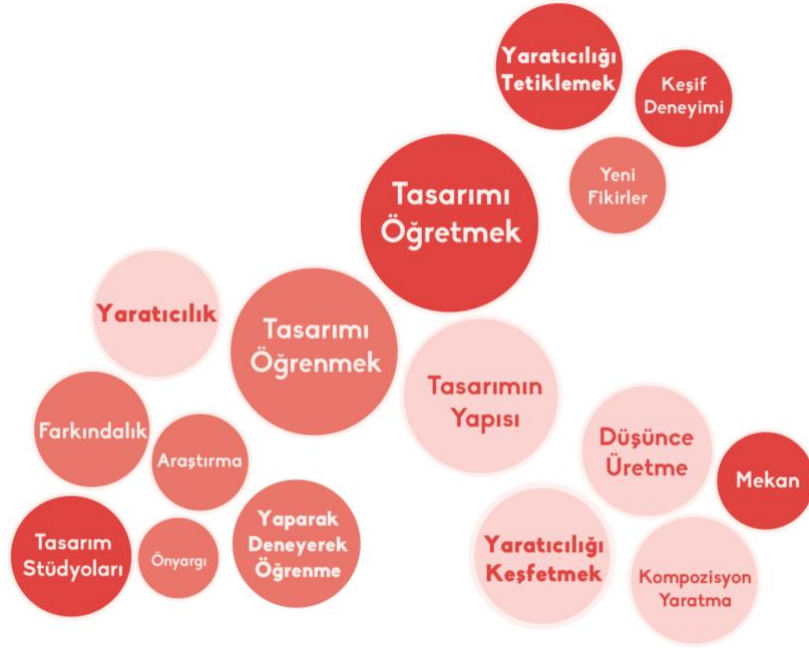 Yaratıcılığı
Tetiklemek
Keşif
Deneyimi
Yeni
Fikirler
Tasarımı
Öğretmek
Yaratıcılık
Tasarımı
Öğrenmek
Tasarımın
Yapısı
Farkındalık
Araştırma
Düşünce
Üretme
Mekan
Tasarım
Stüdyoları
Önyargı
Yaparak
Deneyerek
Öğrenme
Yaratıcılığı
Keşfetmek
Kompozisyon
Yaratma